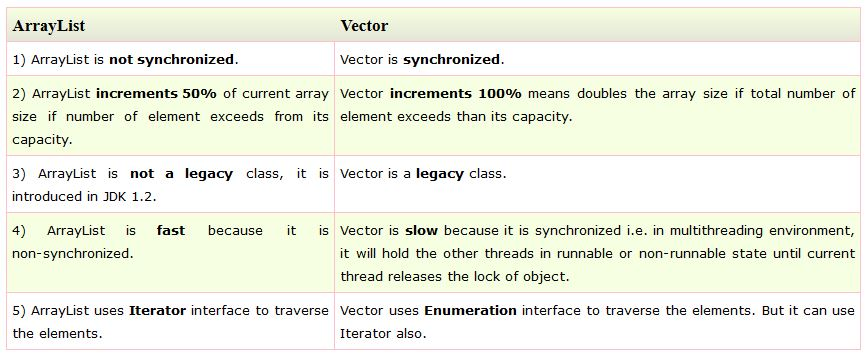 ArrayList
Vector
1) ArrayList is not synchronized.
Vector is synchronized.
2) ArrayList increments 50% of current array
size if number of element exceeds from its
capacity.
Vector increments 100% means doubles the array size if total number of
element exceeds than its capacity.
3) ArrayList is not a legacy class, it is
introduced in JDK 1.2.
Vector is a legacy class.
4) ArrayList is fast because it is
non-synchronized.
Vector is slow because it is synchronized i.e. in multithreading environment,
it will hold the other threads in runnable or non-runnable state until current
thread releases the lock of object.
5) ArrayList uses Iterator interface to traverse
the elements.
Vector uses Enumeration interface to traverse the elements. But it can use
Iterator also.